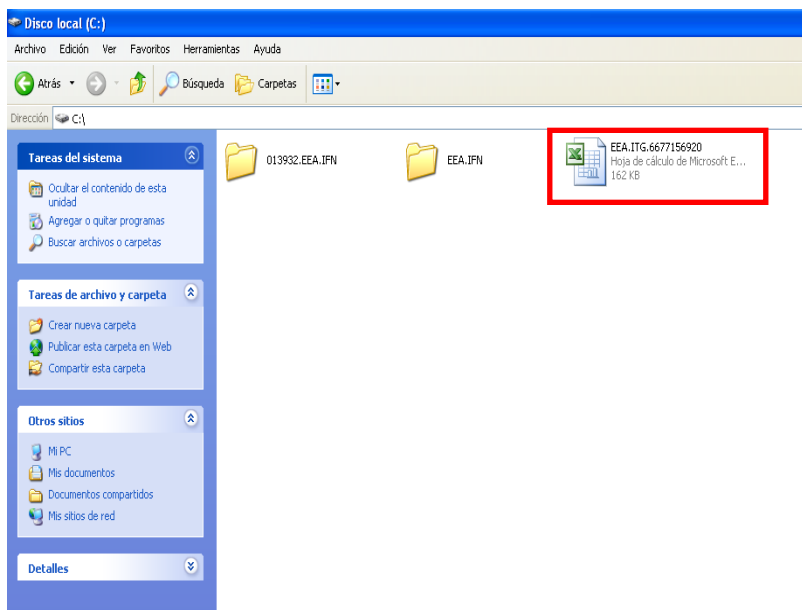 Disco local (C:)
Archivo Edición Ver Favoritos Herramientas Ayuda
Atrás Búsqueda Carpetas
Dirección C:\
Tareas del sistema
Ocultar el contenido de esta
unidad
Agregar o quitar programas
Buscar archivos o carpetas
Tareas de archivo y carpeta
Crear nueva carpeta
Publicar esta carpeta en Web
Compartir esta carpeta
Otros sitios
Mi PC
Mis documentos
Documentos compartidos
Mis sitios de red
Detalles
013932.EEA.IFN
EEA.IFN
EEA.ITG.6677156920
Hoja de cálculo de Microsoft E...
162 KB